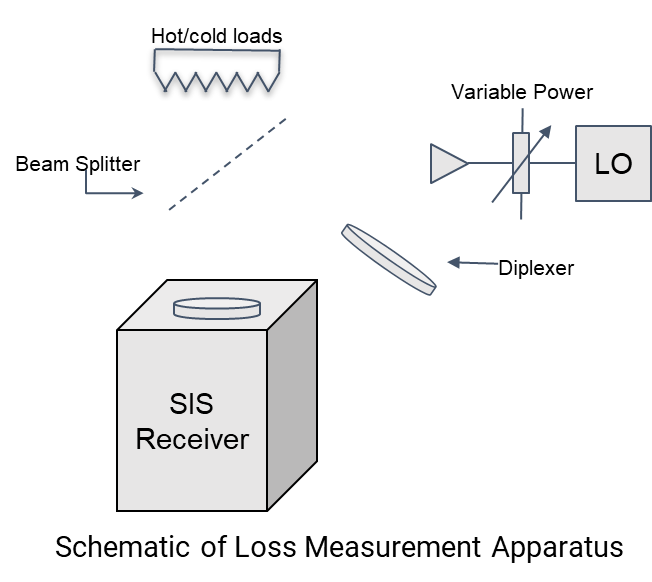 Hot/cold loads
Variable Power
Beam Splitter
LO
Diplexer
SIS
Receiver
Schematic of Loss Measurement Apparatus